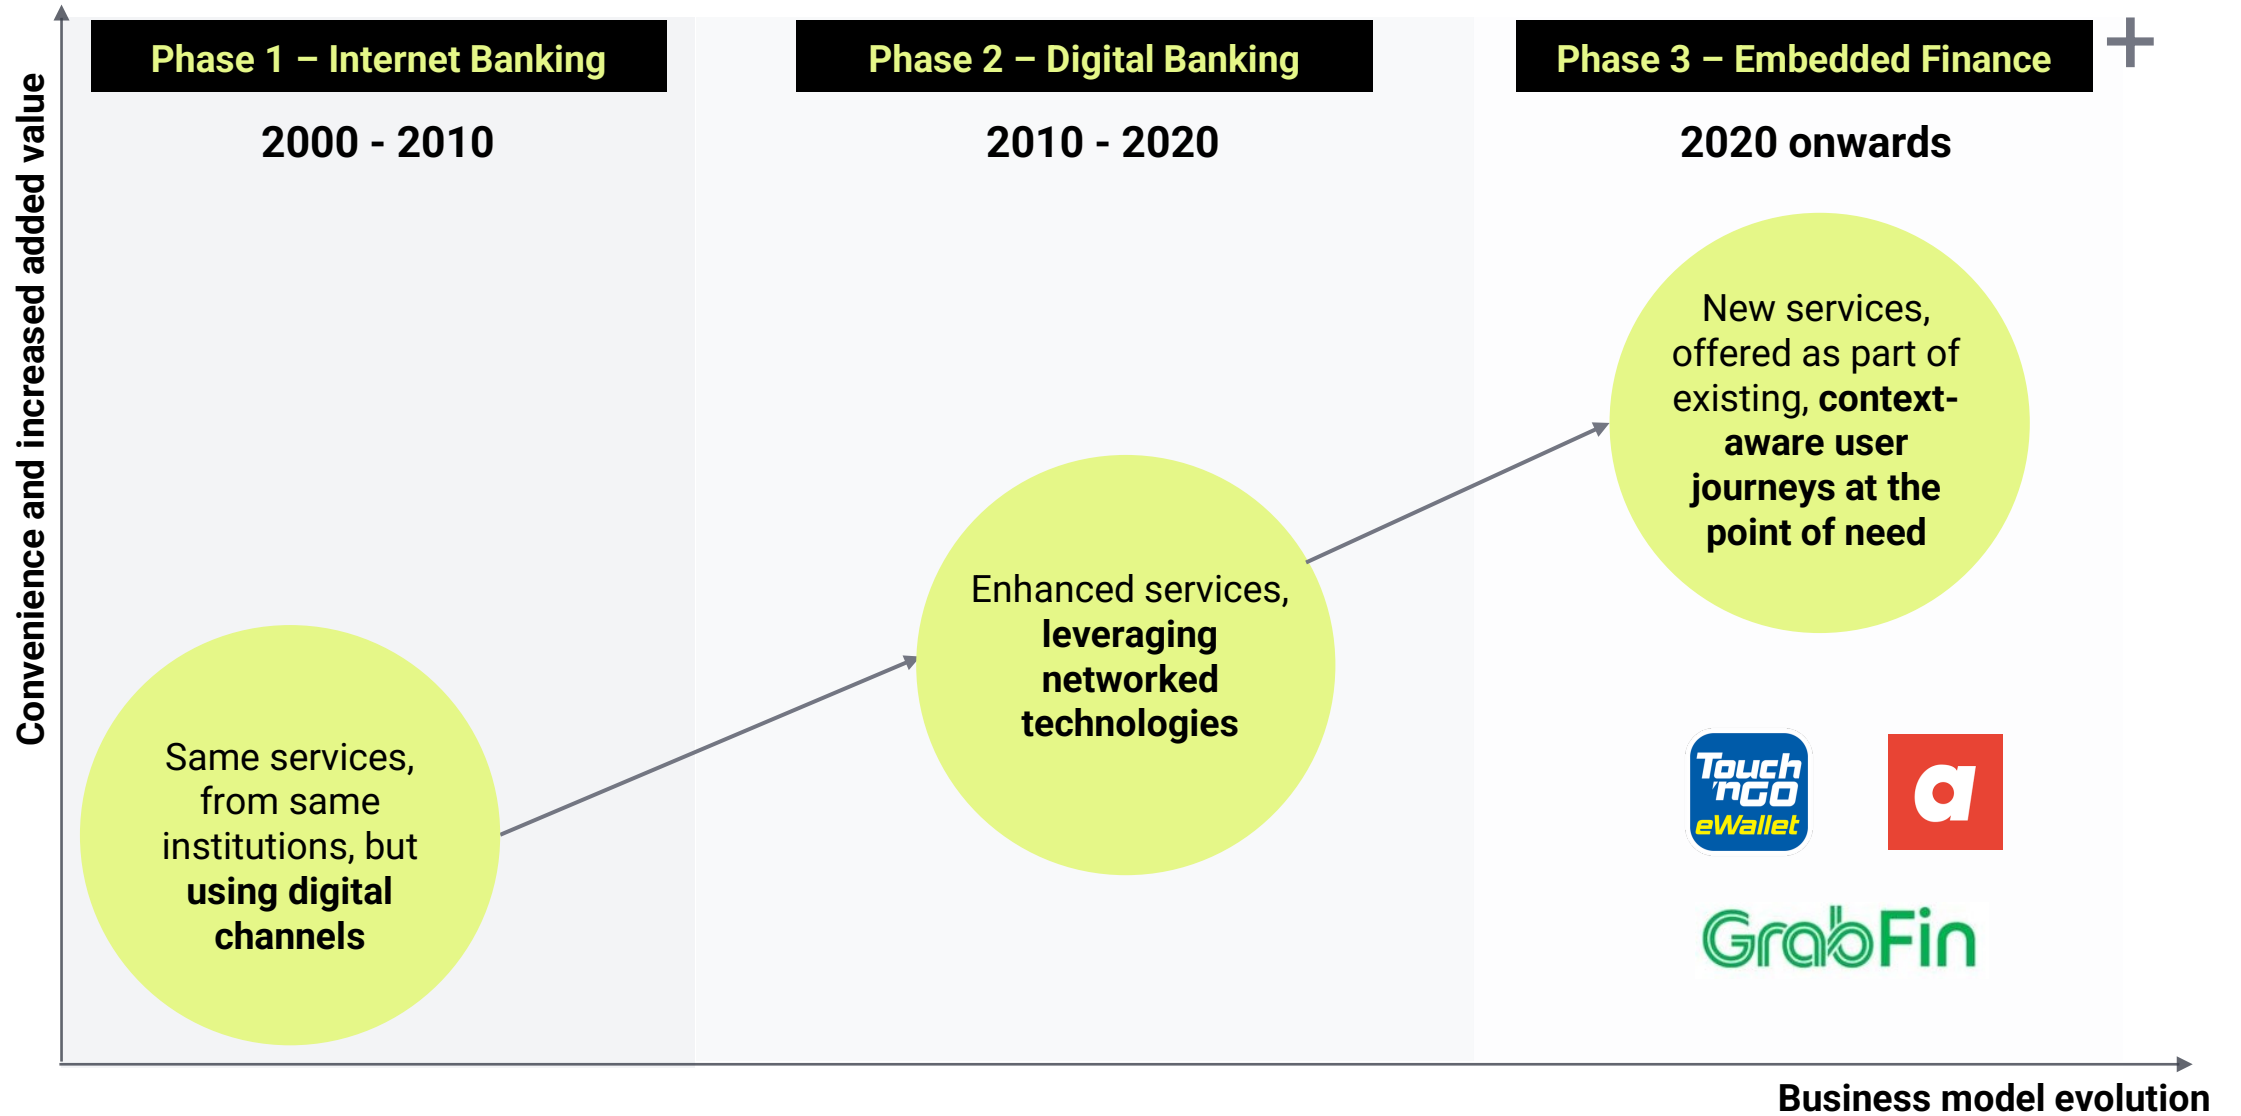 Phase 1 – Internet Banking
2000 - 2010
Phase 2 – Digital Banking
2010 - 2020
Phase 3 – Embedded Finance
2020 onwards
Convenience and increased added value
Same services,
from same
institutions, but
using digital
channels
Enhanced services,
leveraging
networked
technologies
New services,
offered as part of
existing, context-
aware user
journeys at the
point of need
Touch
'nGO
eWallet
a
GrabFin
Business model evolution